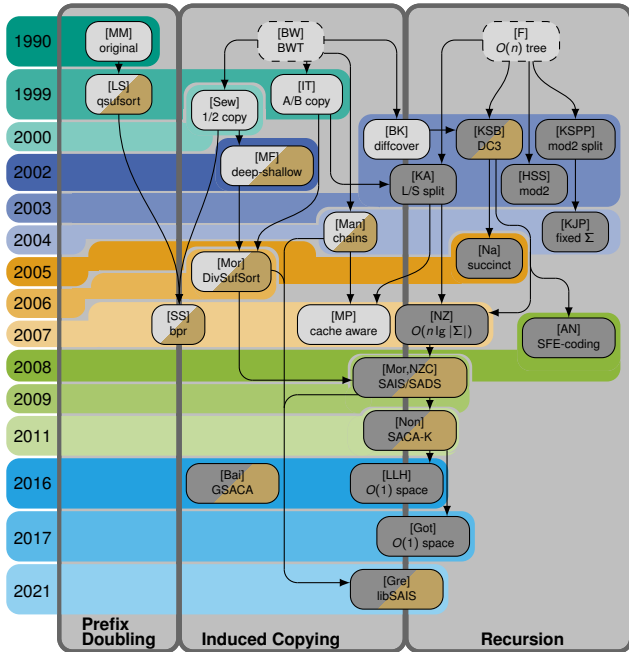 1990
1999
2000
2002
2003
2004
2005
2006
2007
2008
2009
2011
2016
2017
2021
[MM]
original
[BW]
BWT
[F]
O(n) tree
[LS]
qsufsort
[Sew]
1/2 copy
[IT]
A/B copy
[BK]
diffcover
[KSB]
DC3
[KSPP]
mod2 split
[MF]
deep-shallow
[KA]
L/S split
[HSS]
mod2
[Man]
chains
[KJP]
fixed Σ
[Mor]
DivSufSort
[Na]
succinct
[SS]
bpr
[MP]
cache aware
[NZ]
O(n lg |Σ|)
[AN]
SFE-coding
[Mor,NZC]
SAIS/SADS
[Non]
SACA-K
[Bai]
GSACA
[LLH]
O(1) space
[Got]
O(1) space
[Gre]
libSAIS
Prefix
Doubling
Induced Copying
Recursion